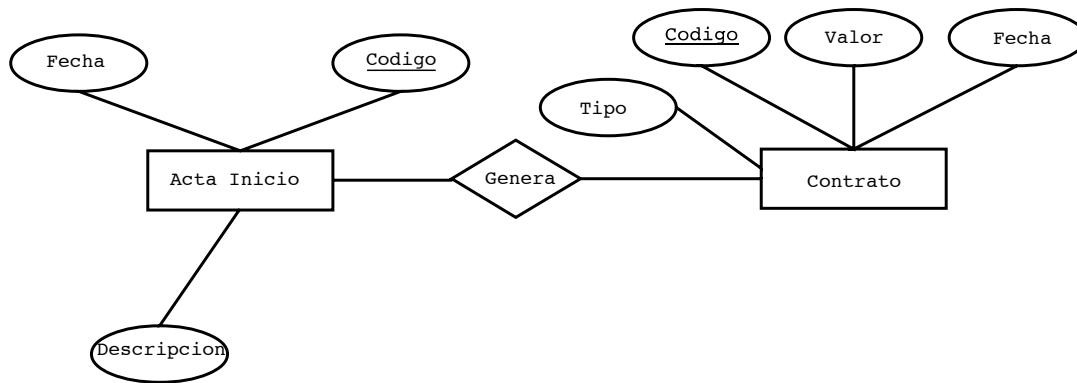 Codigo
Valor
Fecha
Fecha
Codigo
Tipo
Acta Inicio
Genera
Contrato
Descripcion